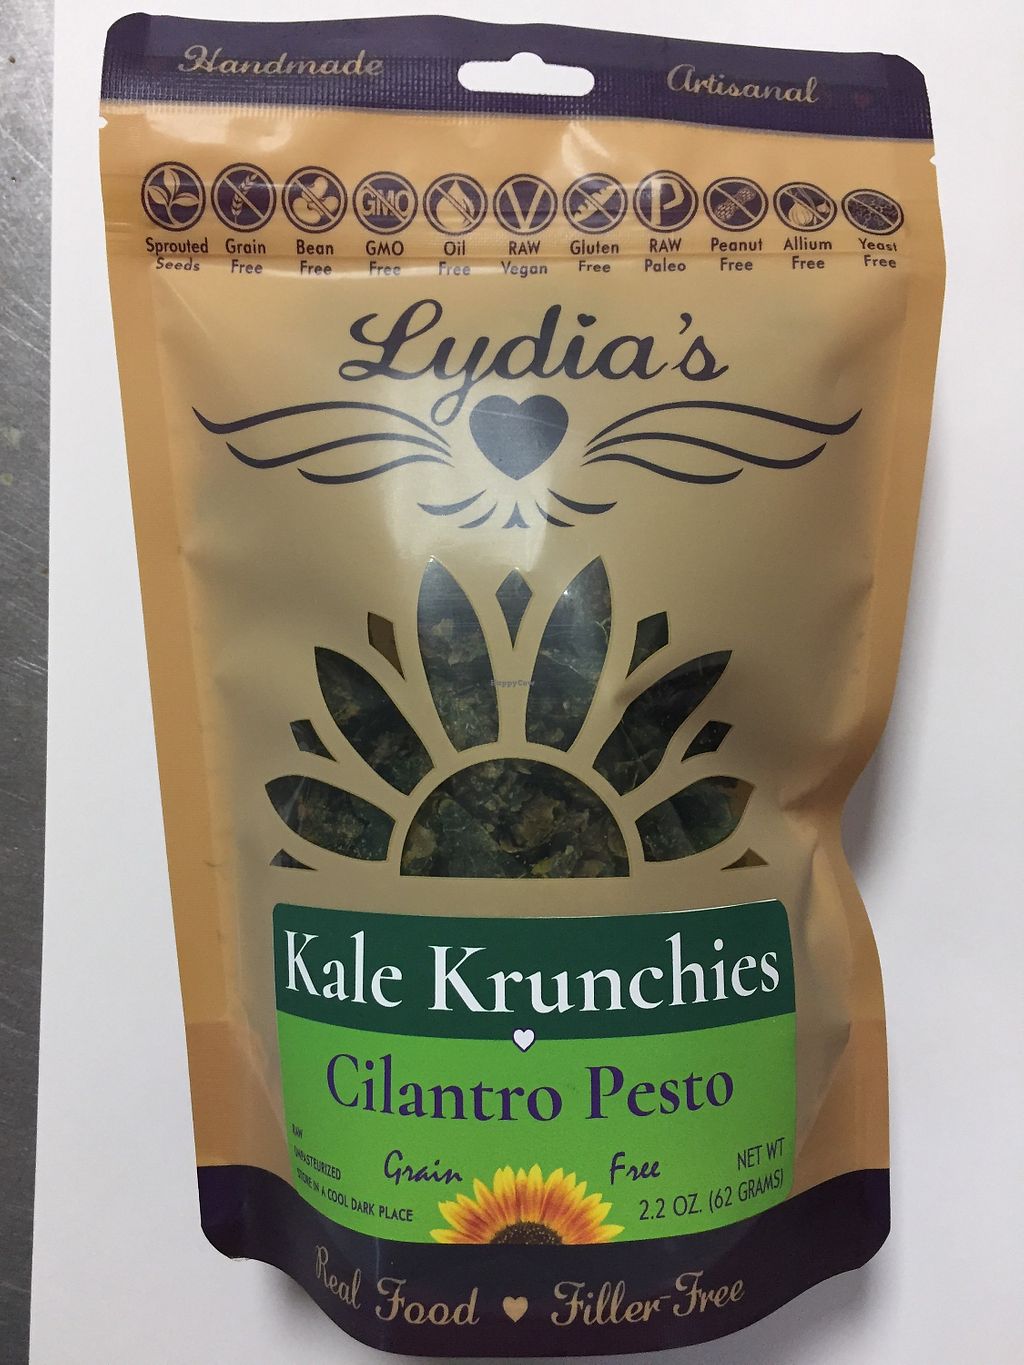 Handmade Artisanal
GMO V P
Sprouted Seeds
Grain Free
Bean Free
GMO Free
Oil Free
RAW Vegan
Gluten Free
RAW Paleo
Peanut Free
Allium Free
Yeast Free
Lydia's
HappyCow
Kale Krunchies
Cilantro Pesto
Grain Free
RAW
UNPASTEURIZED
STORE IN A COOL DARK PLACE
NET WT
2.2 OZ. (62 GRAMS)
Real Food Filler-Free